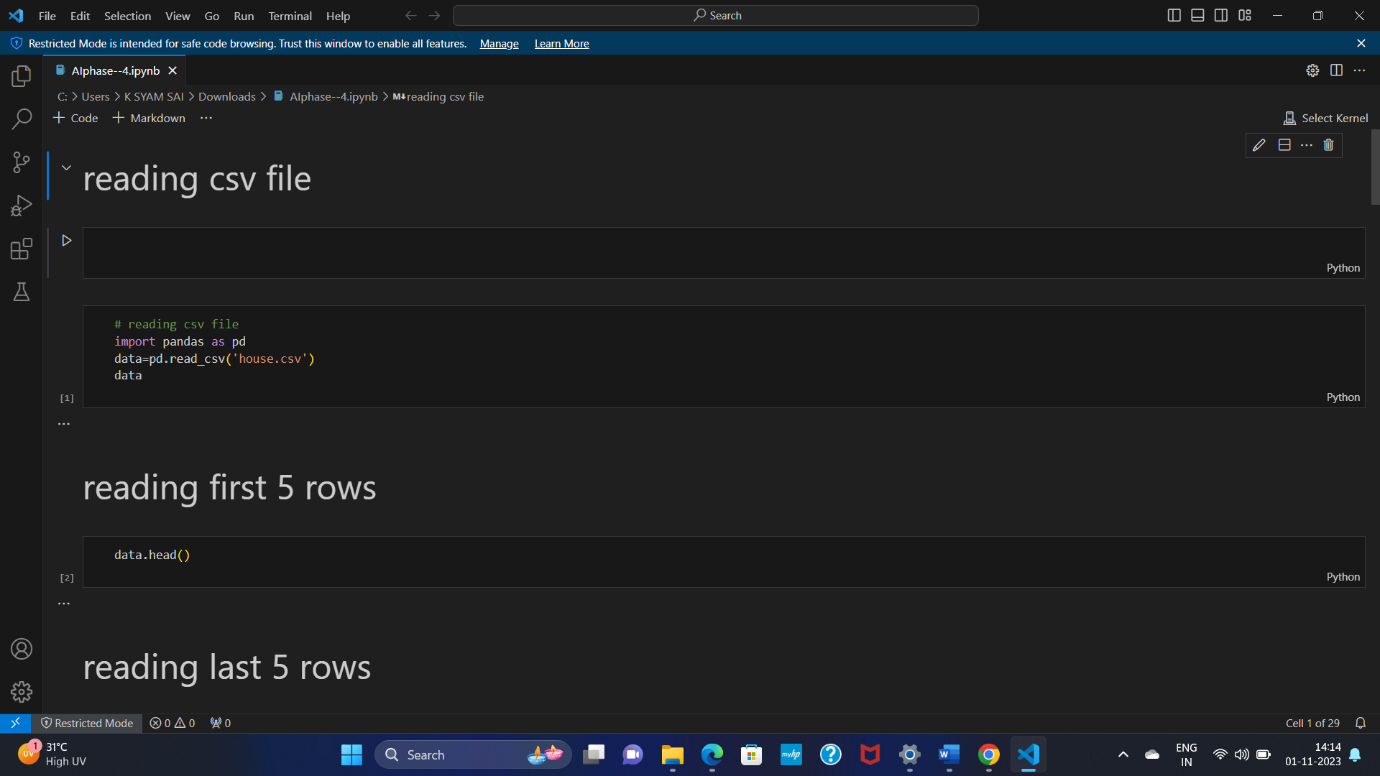 File Edit Selection View Go Run Terminal Help Search
Restricted Mode is intended for safe code browsing. Trust this window to enable all features. Manage Learn More
AIphase--4.ipynb
C: > Users > K SYAM SAI > Downloads > AIphase--4.ipynb > M↓reading csv file
+ Code + Markdown ... Select Kernel
reading csv file
Python
# reading csv file
import pandas as pd
data=pd.read_csv('house.csv')
data
[1] Python
...
reading first 5 rows
data.head()
[2] Python
...
reading last 5 rows
Restricted Mode 0 0 0 Cell 1 of 29
UV 1 31°C
High UV
Search
myhp
W
ENG
IN
14:14
01-11-2023